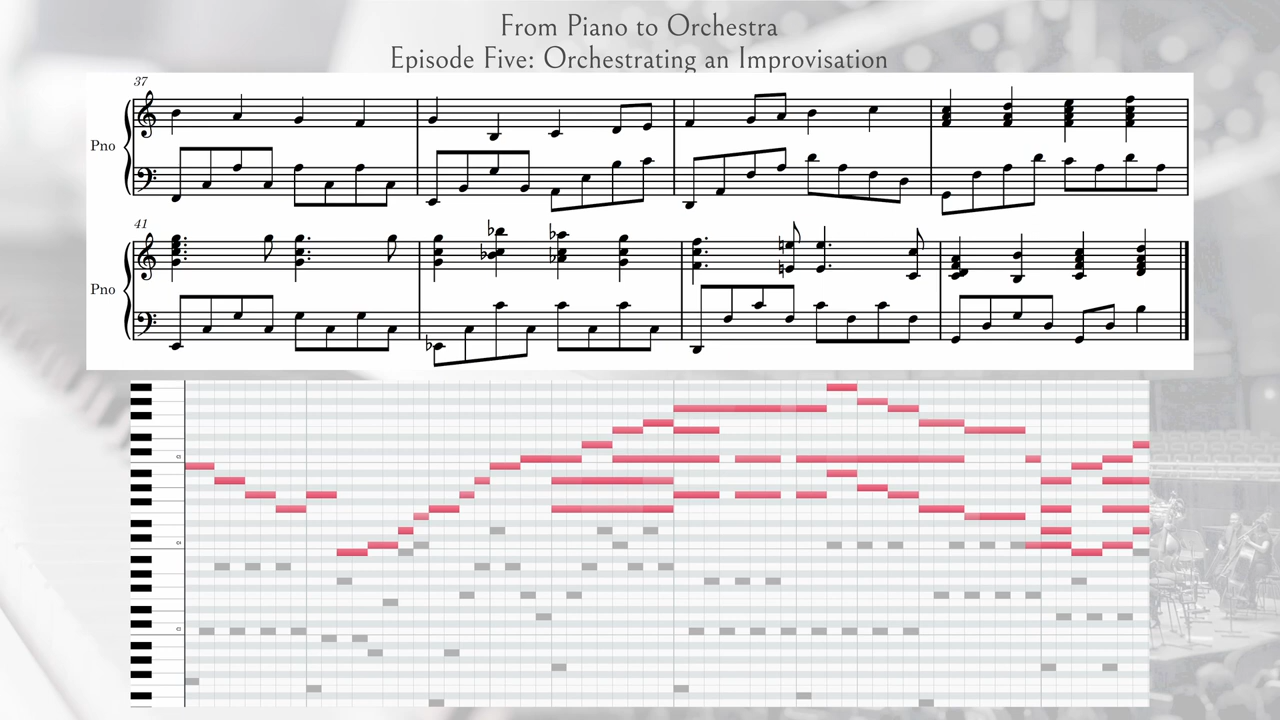 From Piano to Orchestra
Episode Five: Orchestrating an Improvisation
37
Pno
41
Pno
C
C
C